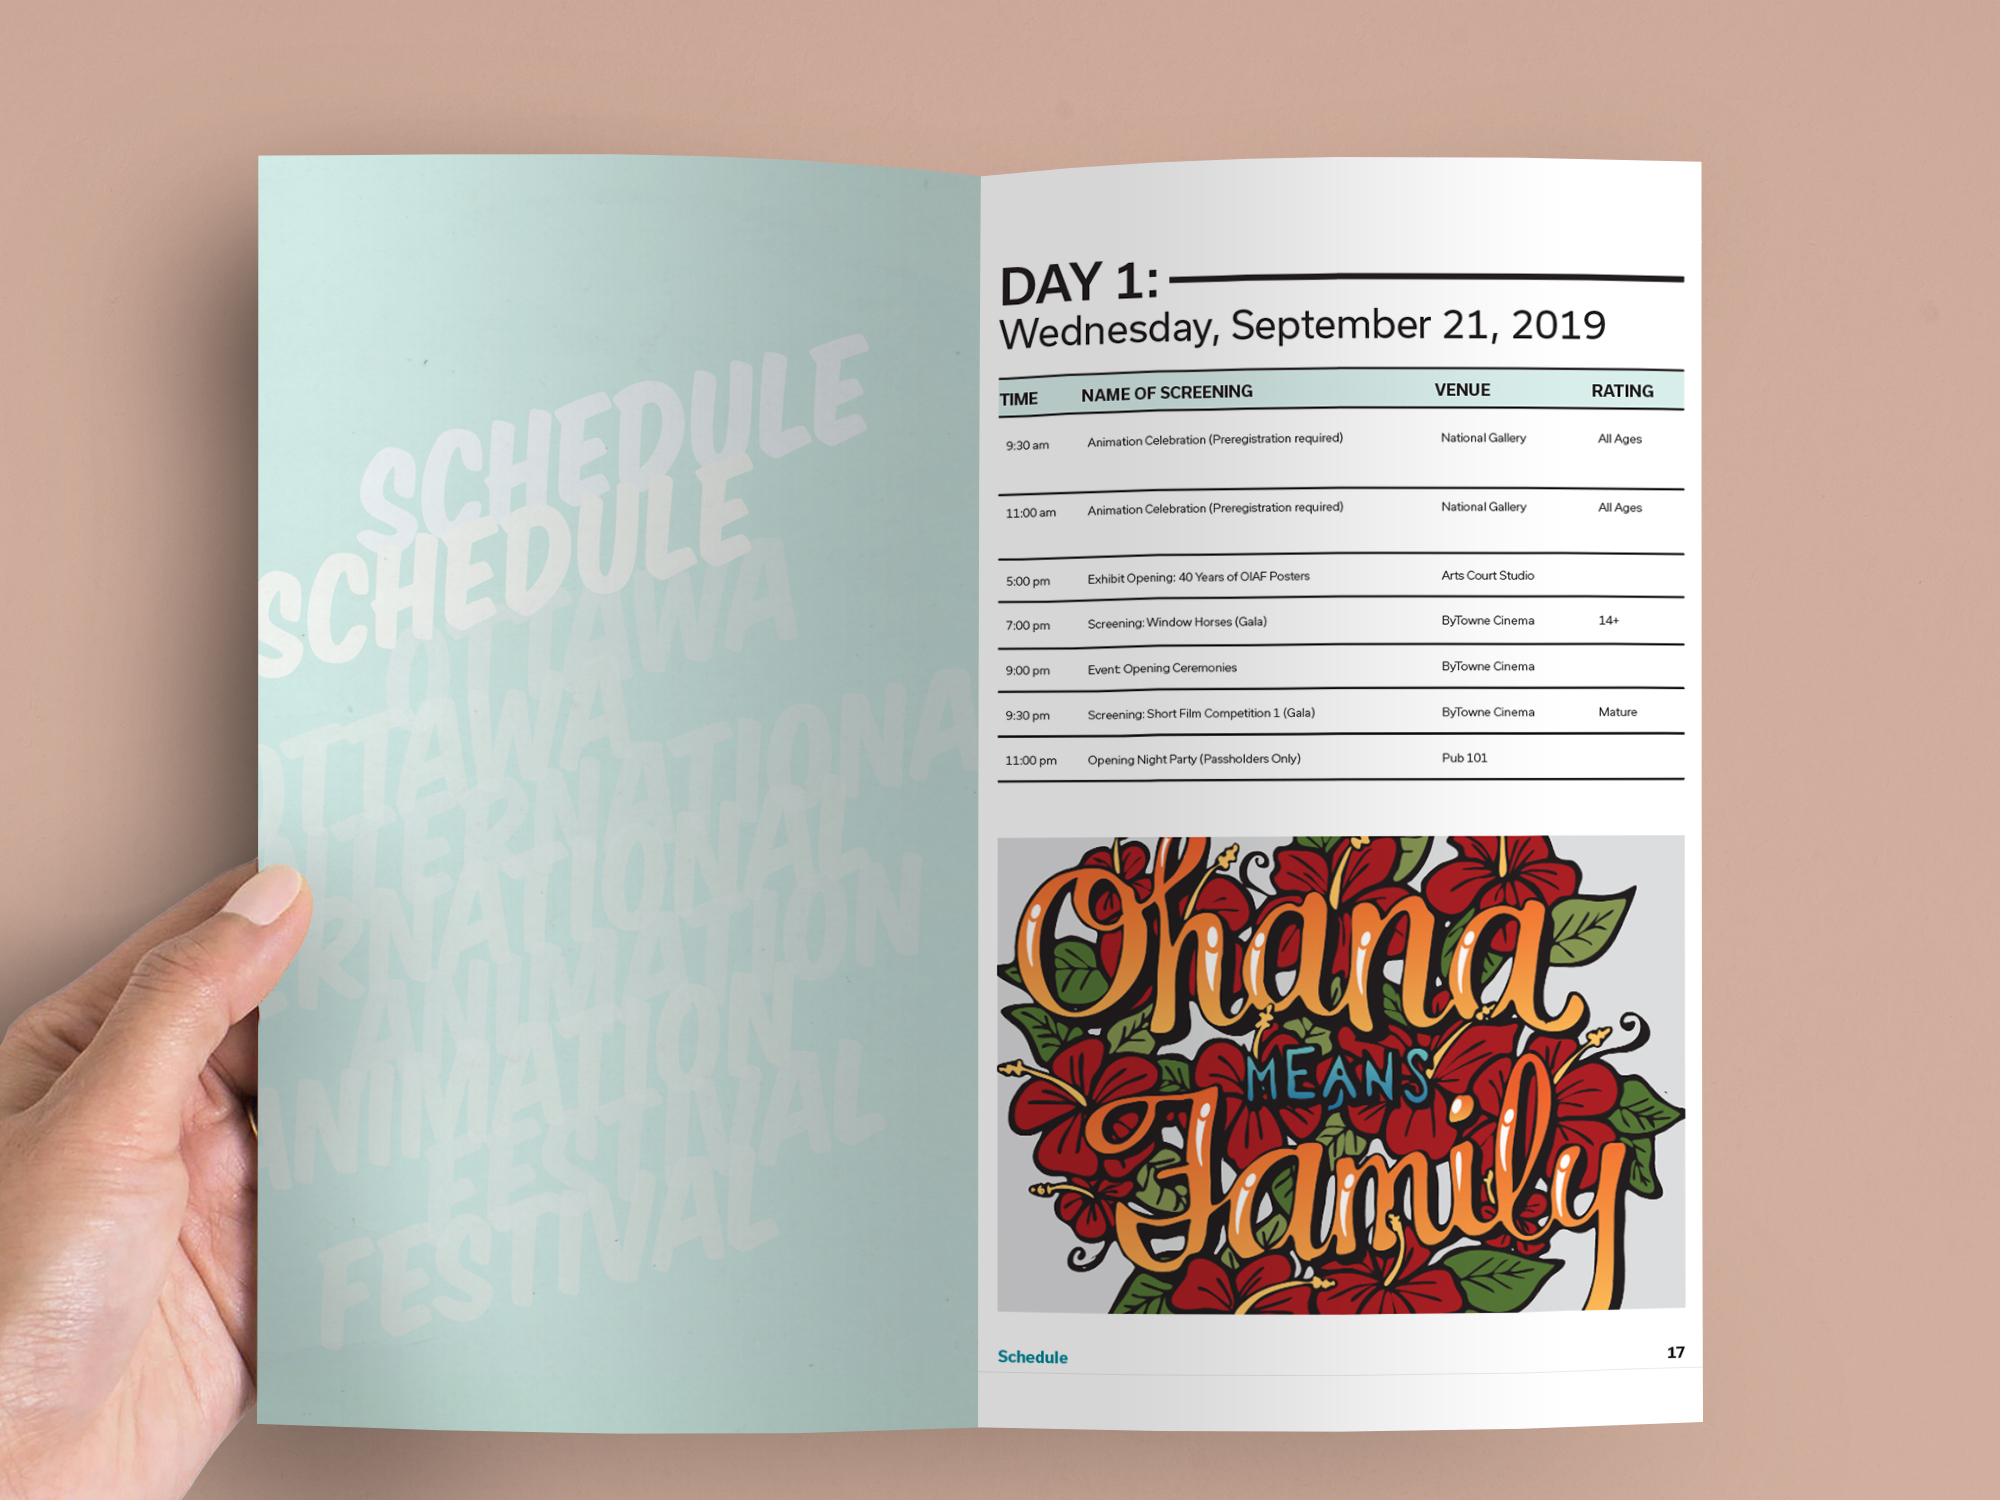 SCHEDULE
SCHEDULE
OTTAWA
OTTAWA
INTERNATIONA
ERNATIONAL
ANIMATION
ANIMATION
FESTIVAL
FESTIVAL
DAY 1:
Wednesday, September 21, 2019
TIME NAME OF SCREENING VENUE RATING
9:30 am Animation Celebration (Preregistration required) National Gallery All Ages
11:00 am Animation Celebration (Preregistration required) National Gallery All Ages
5:00 pm Exhibit Opening: 40 Years of OIAF Posters Arts Court Studio
7:00 pm Screening: Window Horses (Gala) ByTowne Cinema 14+
9:00 pm Event: Opening Ceremonies ByTowne Cinema
9:30 pm Screening: Short Film Competition 1 (Gala) ByTowne Cinema Mature
11:00 pm Opening Night Party (Passholders Only) Pub 101
Ohana
MEANS
Family
Schedule 17